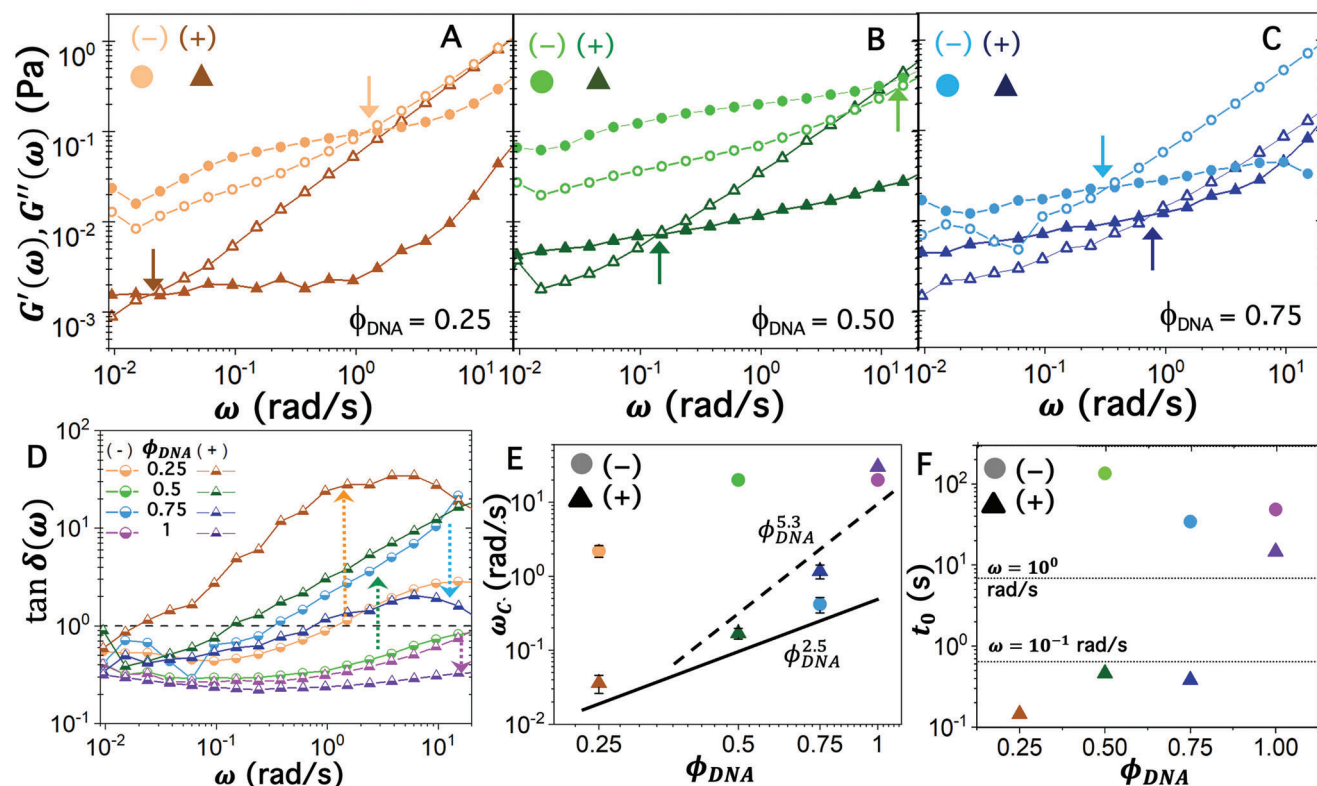 G′(ω), G″(ω) (Pa)
10⁰
10⁻¹
10⁻²
10⁻³
(−) (+) A
ϕDNA = 0.25
10⁻² 10⁻¹ 10⁰ 10¹
ω (rad/s)
(−) (+) B
ϕDNA = 0.50
10⁻² 10⁻¹ 10⁰ 10¹
ω (rad/s)
(−) (+) C
ϕDNA = 0.75
10⁻² 10⁻¹ 10⁰ 10¹
ω (rad/s)
D
tan δ(ω)
10²
10¹
10⁰
10⁻¹
(-) ϕDNA (+)
0.25
0.5
0.75
1
10⁻² 10⁻¹ 10⁰ 10¹
ω (rad/s)
E
ωC (rad/s)
10¹
10⁰
10⁻¹
10⁻²
(−)
(+)
ϕDNA^5.3
ϕDNA^2.5
0.25 0.5 0.75 1
ϕDNA
F
t₀ (s)
10²
10¹
10⁰
10⁻¹
(−)
(+)
ω = 10⁰
rad/s
ω = 10⁻¹ rad/s
0.25 0.50 0.75 1.00
ϕDNA